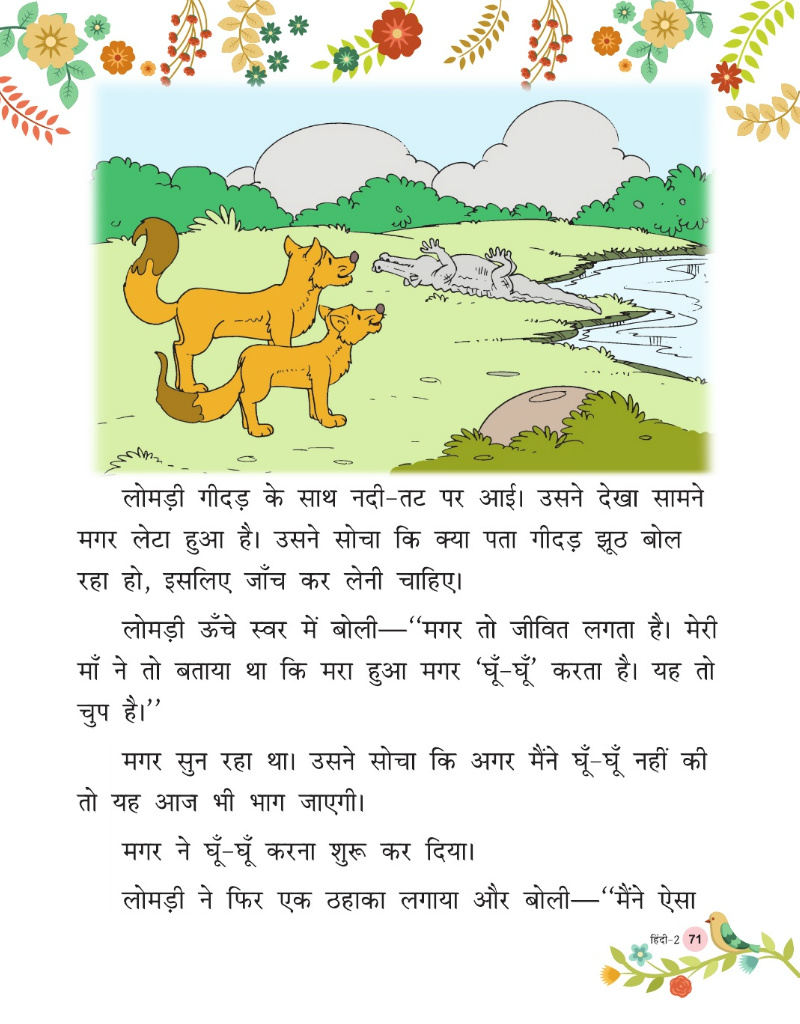 लोमड़ी गीदड़ के साथ नदी-तट पर आई। उसने देखा सामने
मगर लेटा हुआ है। उसने सोचा कि क्या पता गीदड़ झूठ बोल
रहा हो, इसलिए जाँच कर लेनी चाहिए।
लोमड़ी ऊँचे स्वर में बोली—‘‘मगर तो जीवित लगता है। मेरी
माँ ने तो बताया था कि मरा हुआ मगर ‘घूँ-घूँ’ करता है। यह तो
चुप है।’’
मगर सुन रहा था। उसने सोचा कि अगर मैंने घूँ-घूँ नहीं की
तो यह आज भी भाग जाएगी।
मगर ने घूँ-घूँ करना शुरू कर दिया।
लोमड़ी ने फिर एक ठहाका लगाया और बोली—‘‘मैंने ऐसा
हिंदी-2 71